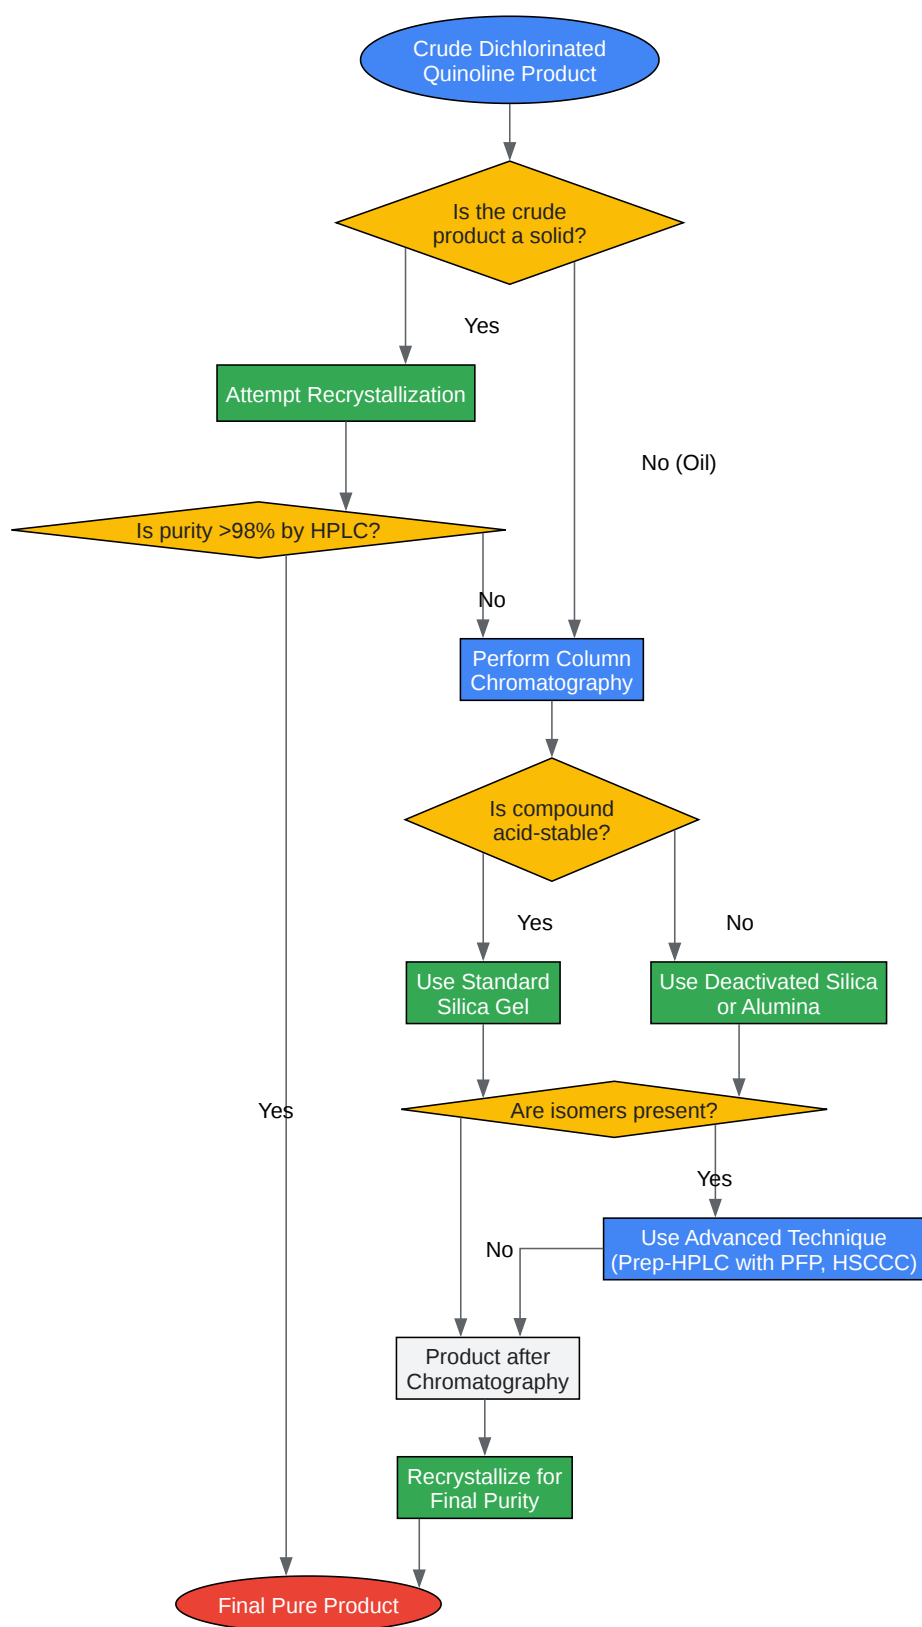 Crude Dichlorinated
Quinoline Product
Is the crude
product a solid?
Yes
Attempt Recrystallization
No (Oil)
Is purity >98% by HPLC?
No
Perform Column
Chromatography
Is compound
acid-stable?
Yes
No
Use Standard
Silica Gel
Use Deactivated Silica
or Alumina
Yes
Are isomers present?
Yes
Use Advanced Technique
(Prep-HPLC with PFP, HSCCC)
No
Product after
Chromatography
Recrystallize for
Final Purity
Final Pure Product